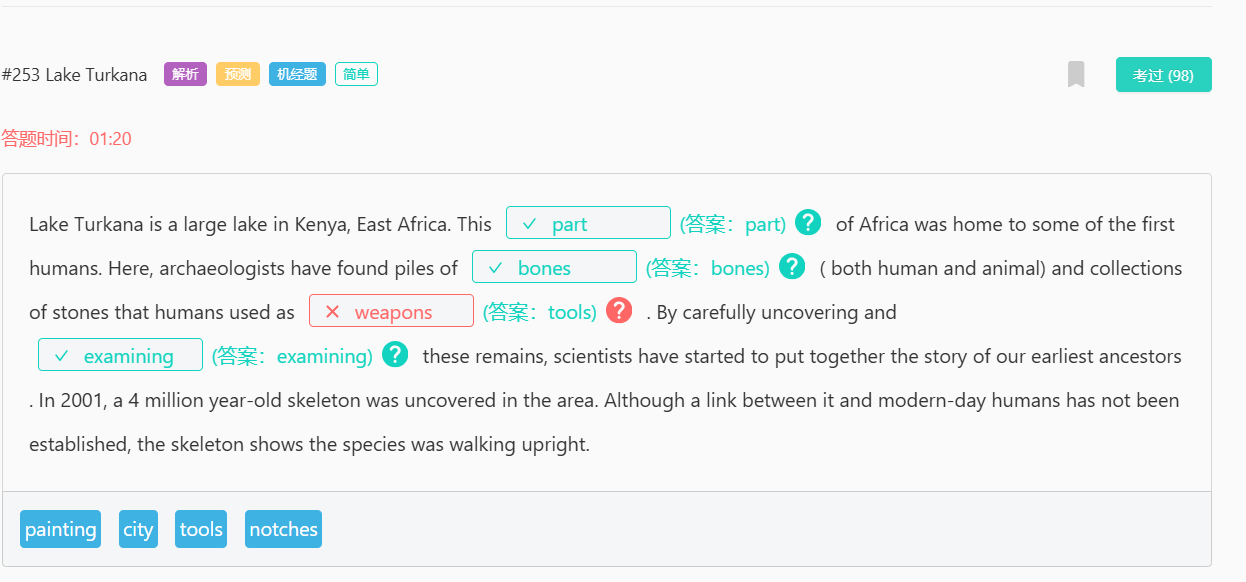 #253 Lake Turkana 解析 预测 机经题 简单 考过 (98)
答题时间：01:20
Lake Turkana is a large lake in Kenya, East Africa. This ✓ part (答案：part) ? of Africa was home to some of the first
humans. Here, archaeologists have found piles of ✓ bones (答案：bones) ? ( both human and animal) and collections
of stones that humans used as ✕ weapons (答案：tools) ? . By carefully uncovering and
✓ examining (答案：examining) ? these remains, scientists have started to put together the story of our earliest ancestors
. In 2001, a 4 million year-old skeleton was uncovered in the area. Although a link between it and modern-day humans has not been
established, the skeleton shows the species was walking upright.
painting city tools notches